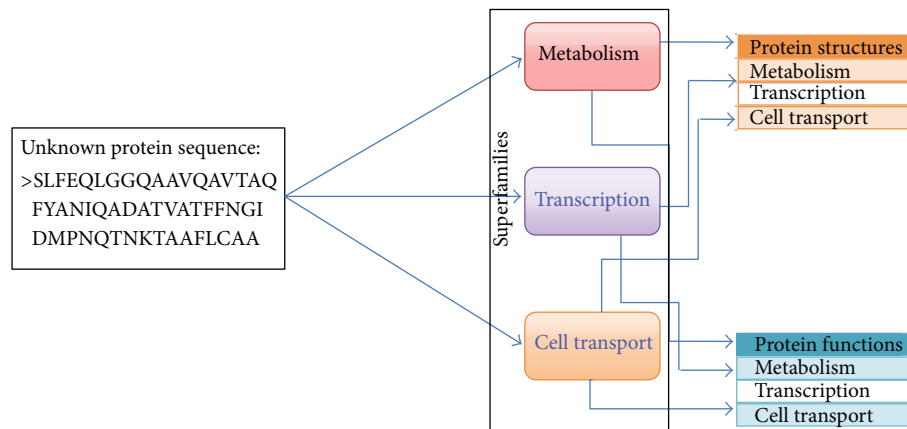 Unknown protein sequence:
>SLFEQLGGQAAVQAVTAQ
FYANIQADATVATFFNGI
DMPNQTNKTAAFLCAA
Superfamilies
Metabolism
Transcription
Cell transport
Protein structures
Metabolism
Transcription
Cell transport
Protein functions
Metabolism
Transcription
Cell transport